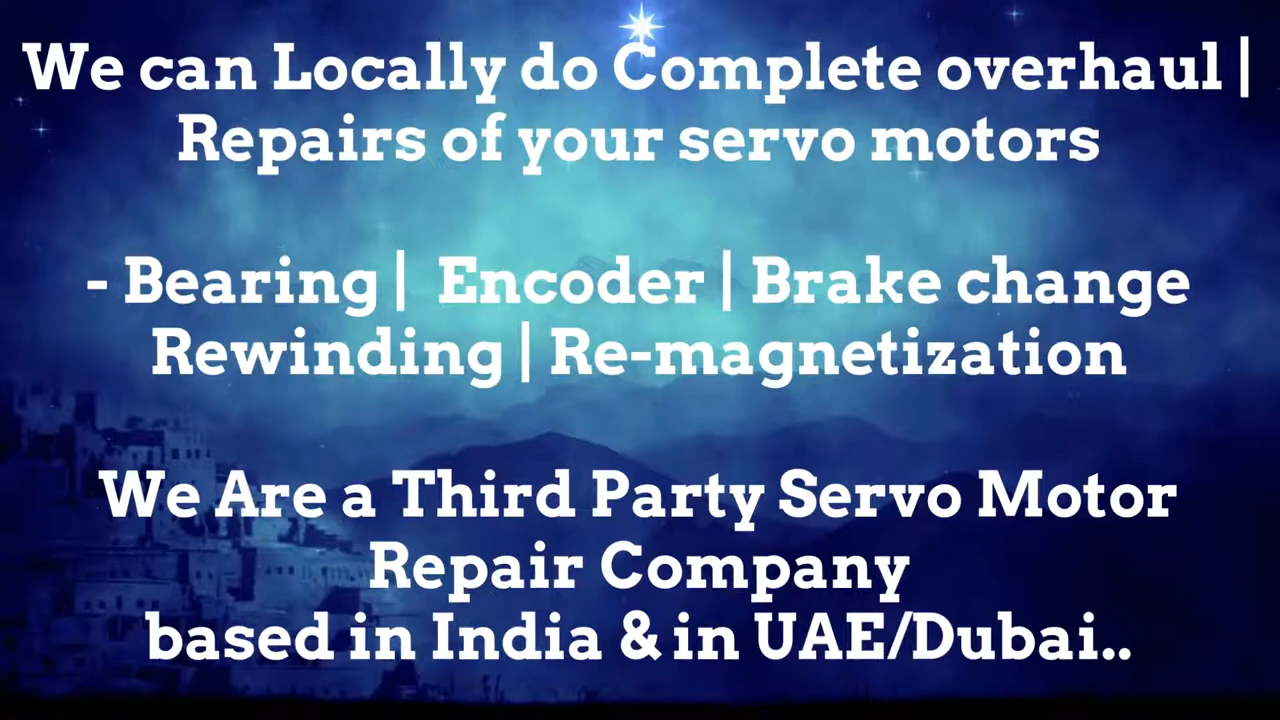 We can Locally do Complete overhaul |
Repairs of your servo motors
- Bearing | Encoder | Brake change
Rewinding | Re-magnetization
We Are a Third Party Servo Motor
Repair Company
based in India & in UAE/Dubai..